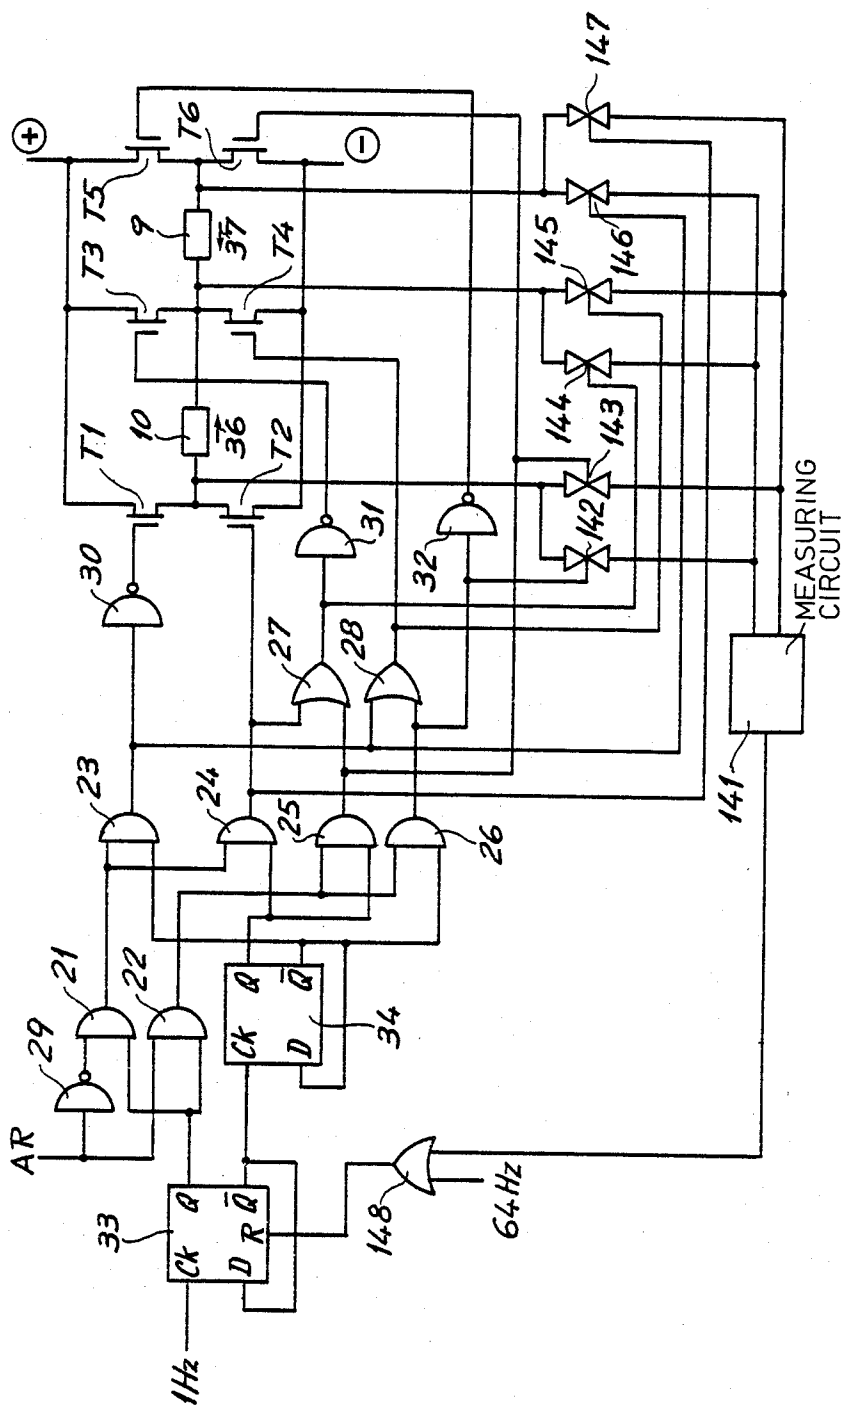 1Hz
33
Ck
Q
D
R
Q̅
AR
29
21
22
34
Ck
Q
D
Q̅
148
64Hz
23
24
25
26
30
27
28
31
32
T1
T2
10
36
T3
T4
9
37
T5
T6
+
−
142
143
144
145
146
147
141
MEASURING
CIRCUIT